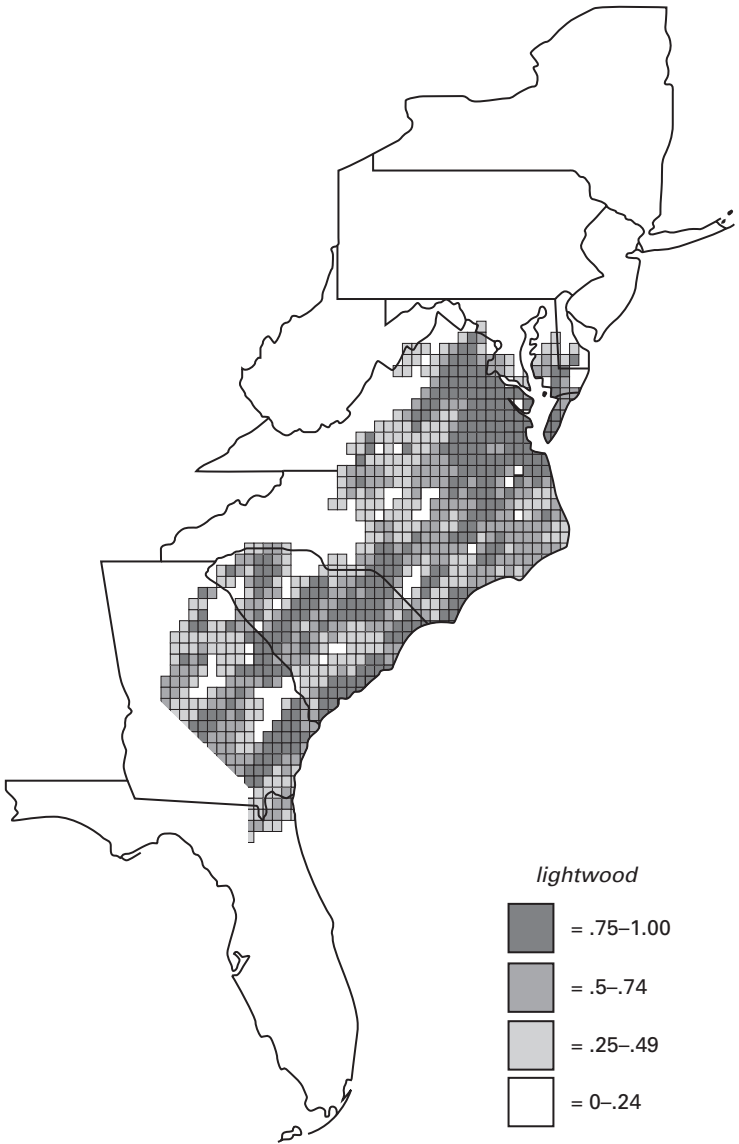 lightwood
= .75–1.00
= .5–.74
= .25–.49
= 0–.24